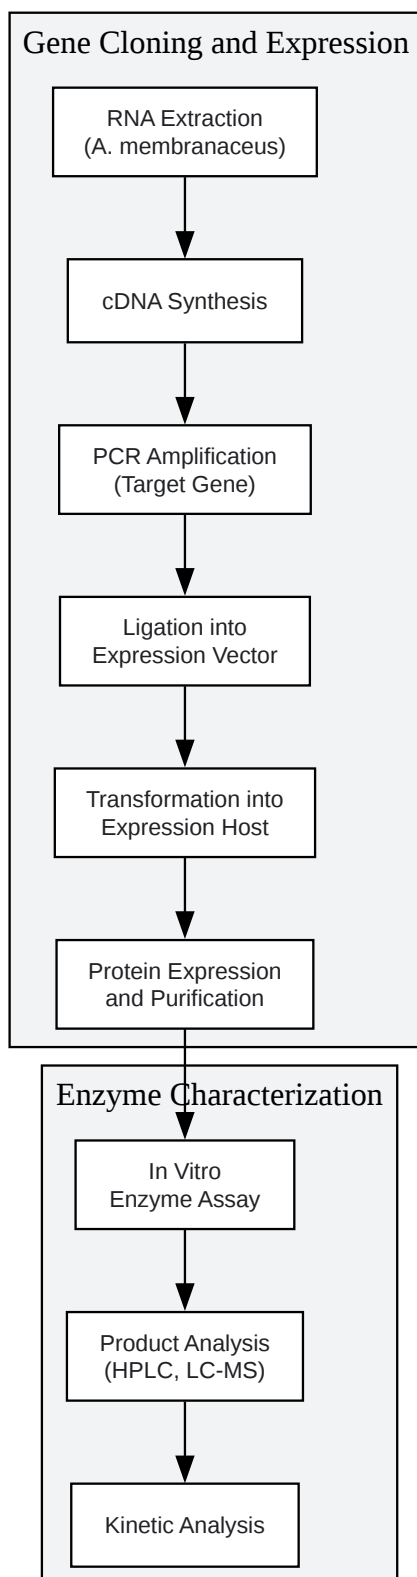 Gene Cloning and Expression
RNA Extraction
(A. membranaceus)
cDNA Synthesis
PCR Amplification
(Target Gene)
Ligation into
Expression Vector
Transformation into
Expression Host
Protein Expression
and Purification
Enzyme Characterization
In Vitro
Enzyme Assay
Product Analysis
(HPLC, LC-MS)
Kinetic Analysis